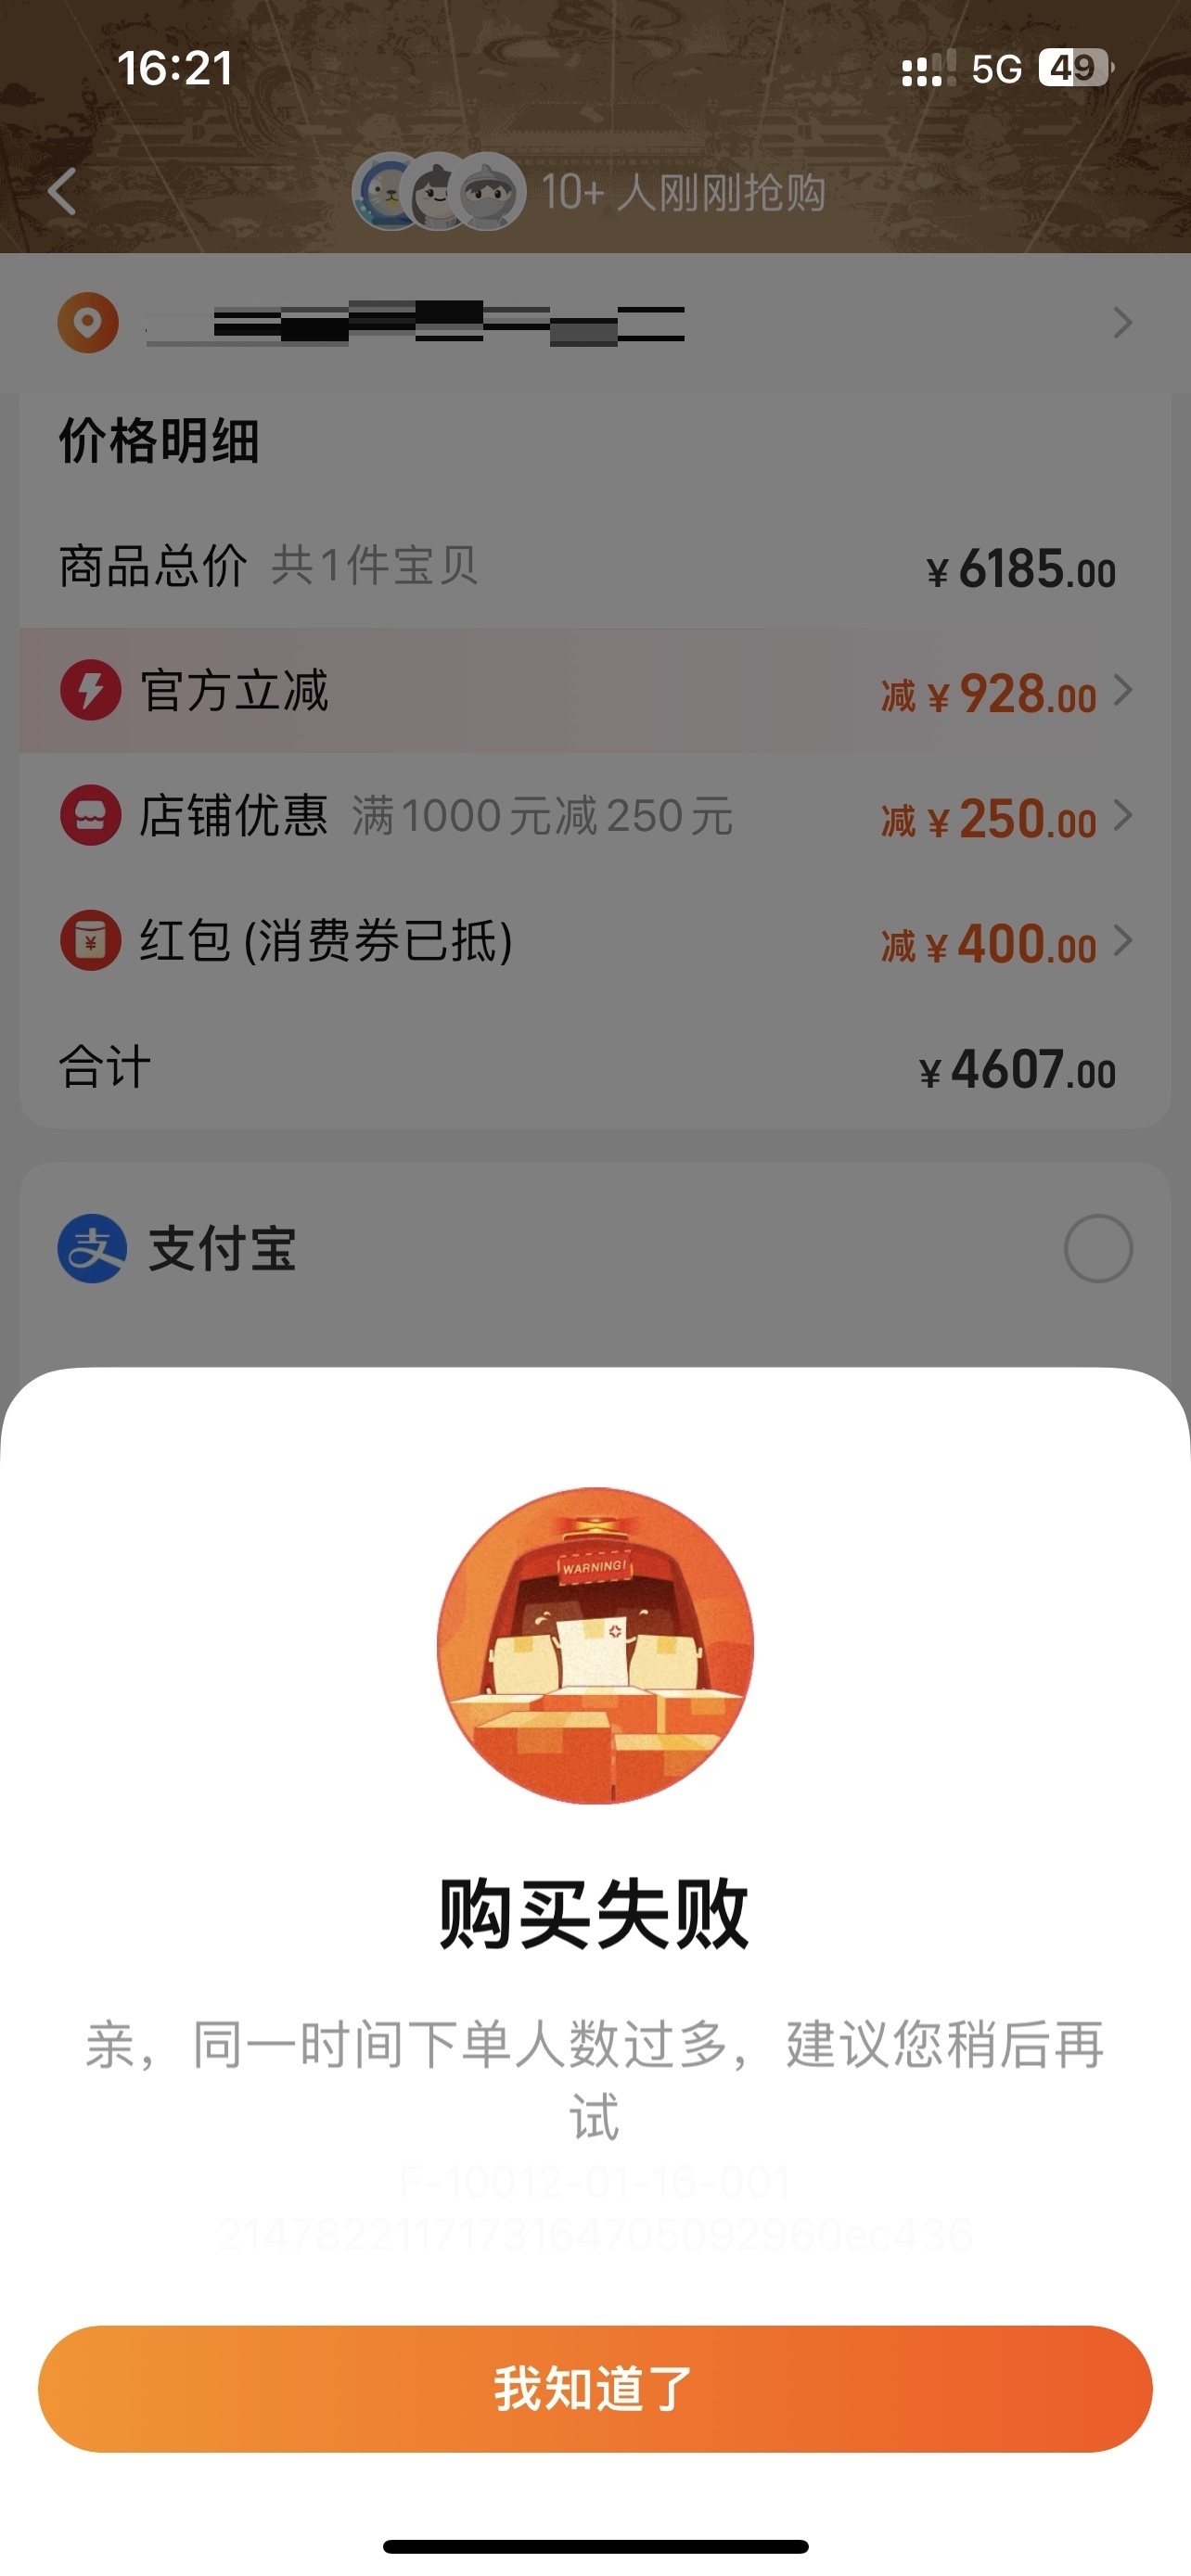 16:21 5G 49
10+ 人刚刚抢购
价格明细
商品总价 共1件宝贝 ¥6185.00
官方立减 减 ¥928.00
店铺优惠 满1000元减250元 减 ¥250.00
红包 (消费券已抵) 减 ¥400.00
合计 ¥4607.00
支 支付宝
WARNING!
购买失败
亲，同一时间下单人数过多，建议您稍后再
试
F-10012-01-16-001
2147822117173164705092960ec436
我知道了